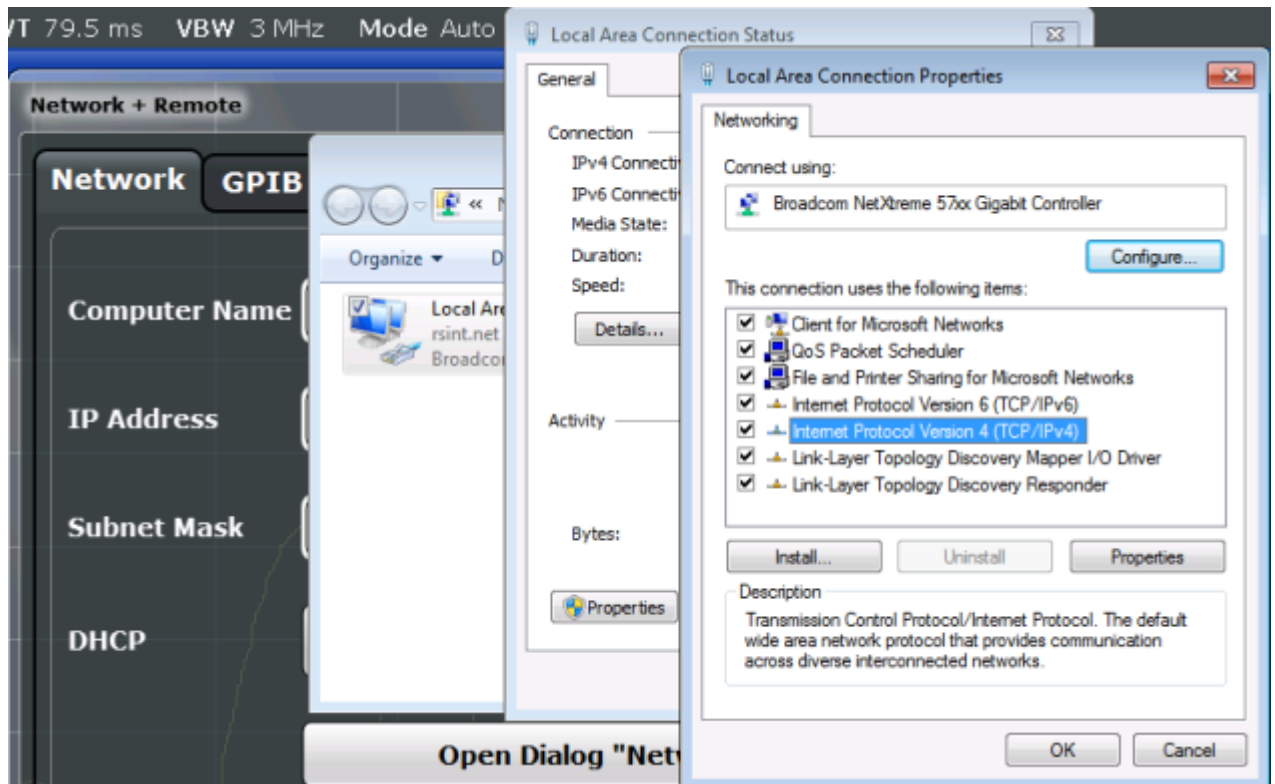 VT 79.5 ms VBW 3 MHz Mode Auto
Network + Remote
Network GPIB
Computer Name
IP Address
Subnet Mask
DHCP
Open Dialog "Net
«
Organize
Local Are
rsint.net
Broadco
Local Area Connection Status
General
Connection
IPv4 Connecti
IPv6 Connecti
Media State:
Duration:
Speed:
Details...
Activity
Bytes:
Properties
Local Area Connection Properties
Networking
Connect using:
Broadcom NetXtreme 57xx Gigabit Controller
Configure...
This connection uses the following items:
Client for Microsoft Networks
QoS Packet Scheduler
File and Printer Sharing for Microsoft Networks
Internet Protocol Version 6 (TCP/IPv6)
Internet Protocol Version 4 (TCP/IPv4)
Link-Layer Topology Discovery Mapper I/O Driver
Link-Layer Topology Discovery Responder
Install... Uninstall Properties
Description
Transmission Control Protocol/Internet Protocol. The default
wide area network protocol that provides communication
across diverse interconnected networks.
OK Cancel